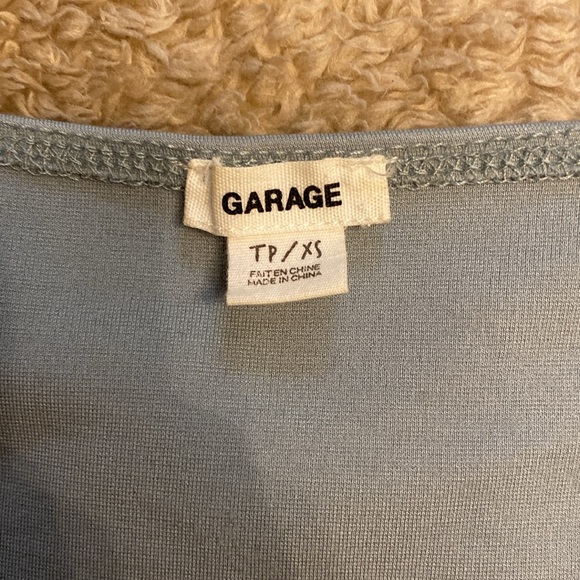 GARAGE
TP/XS
FAIT EN CHINE
MADE IN CHINA